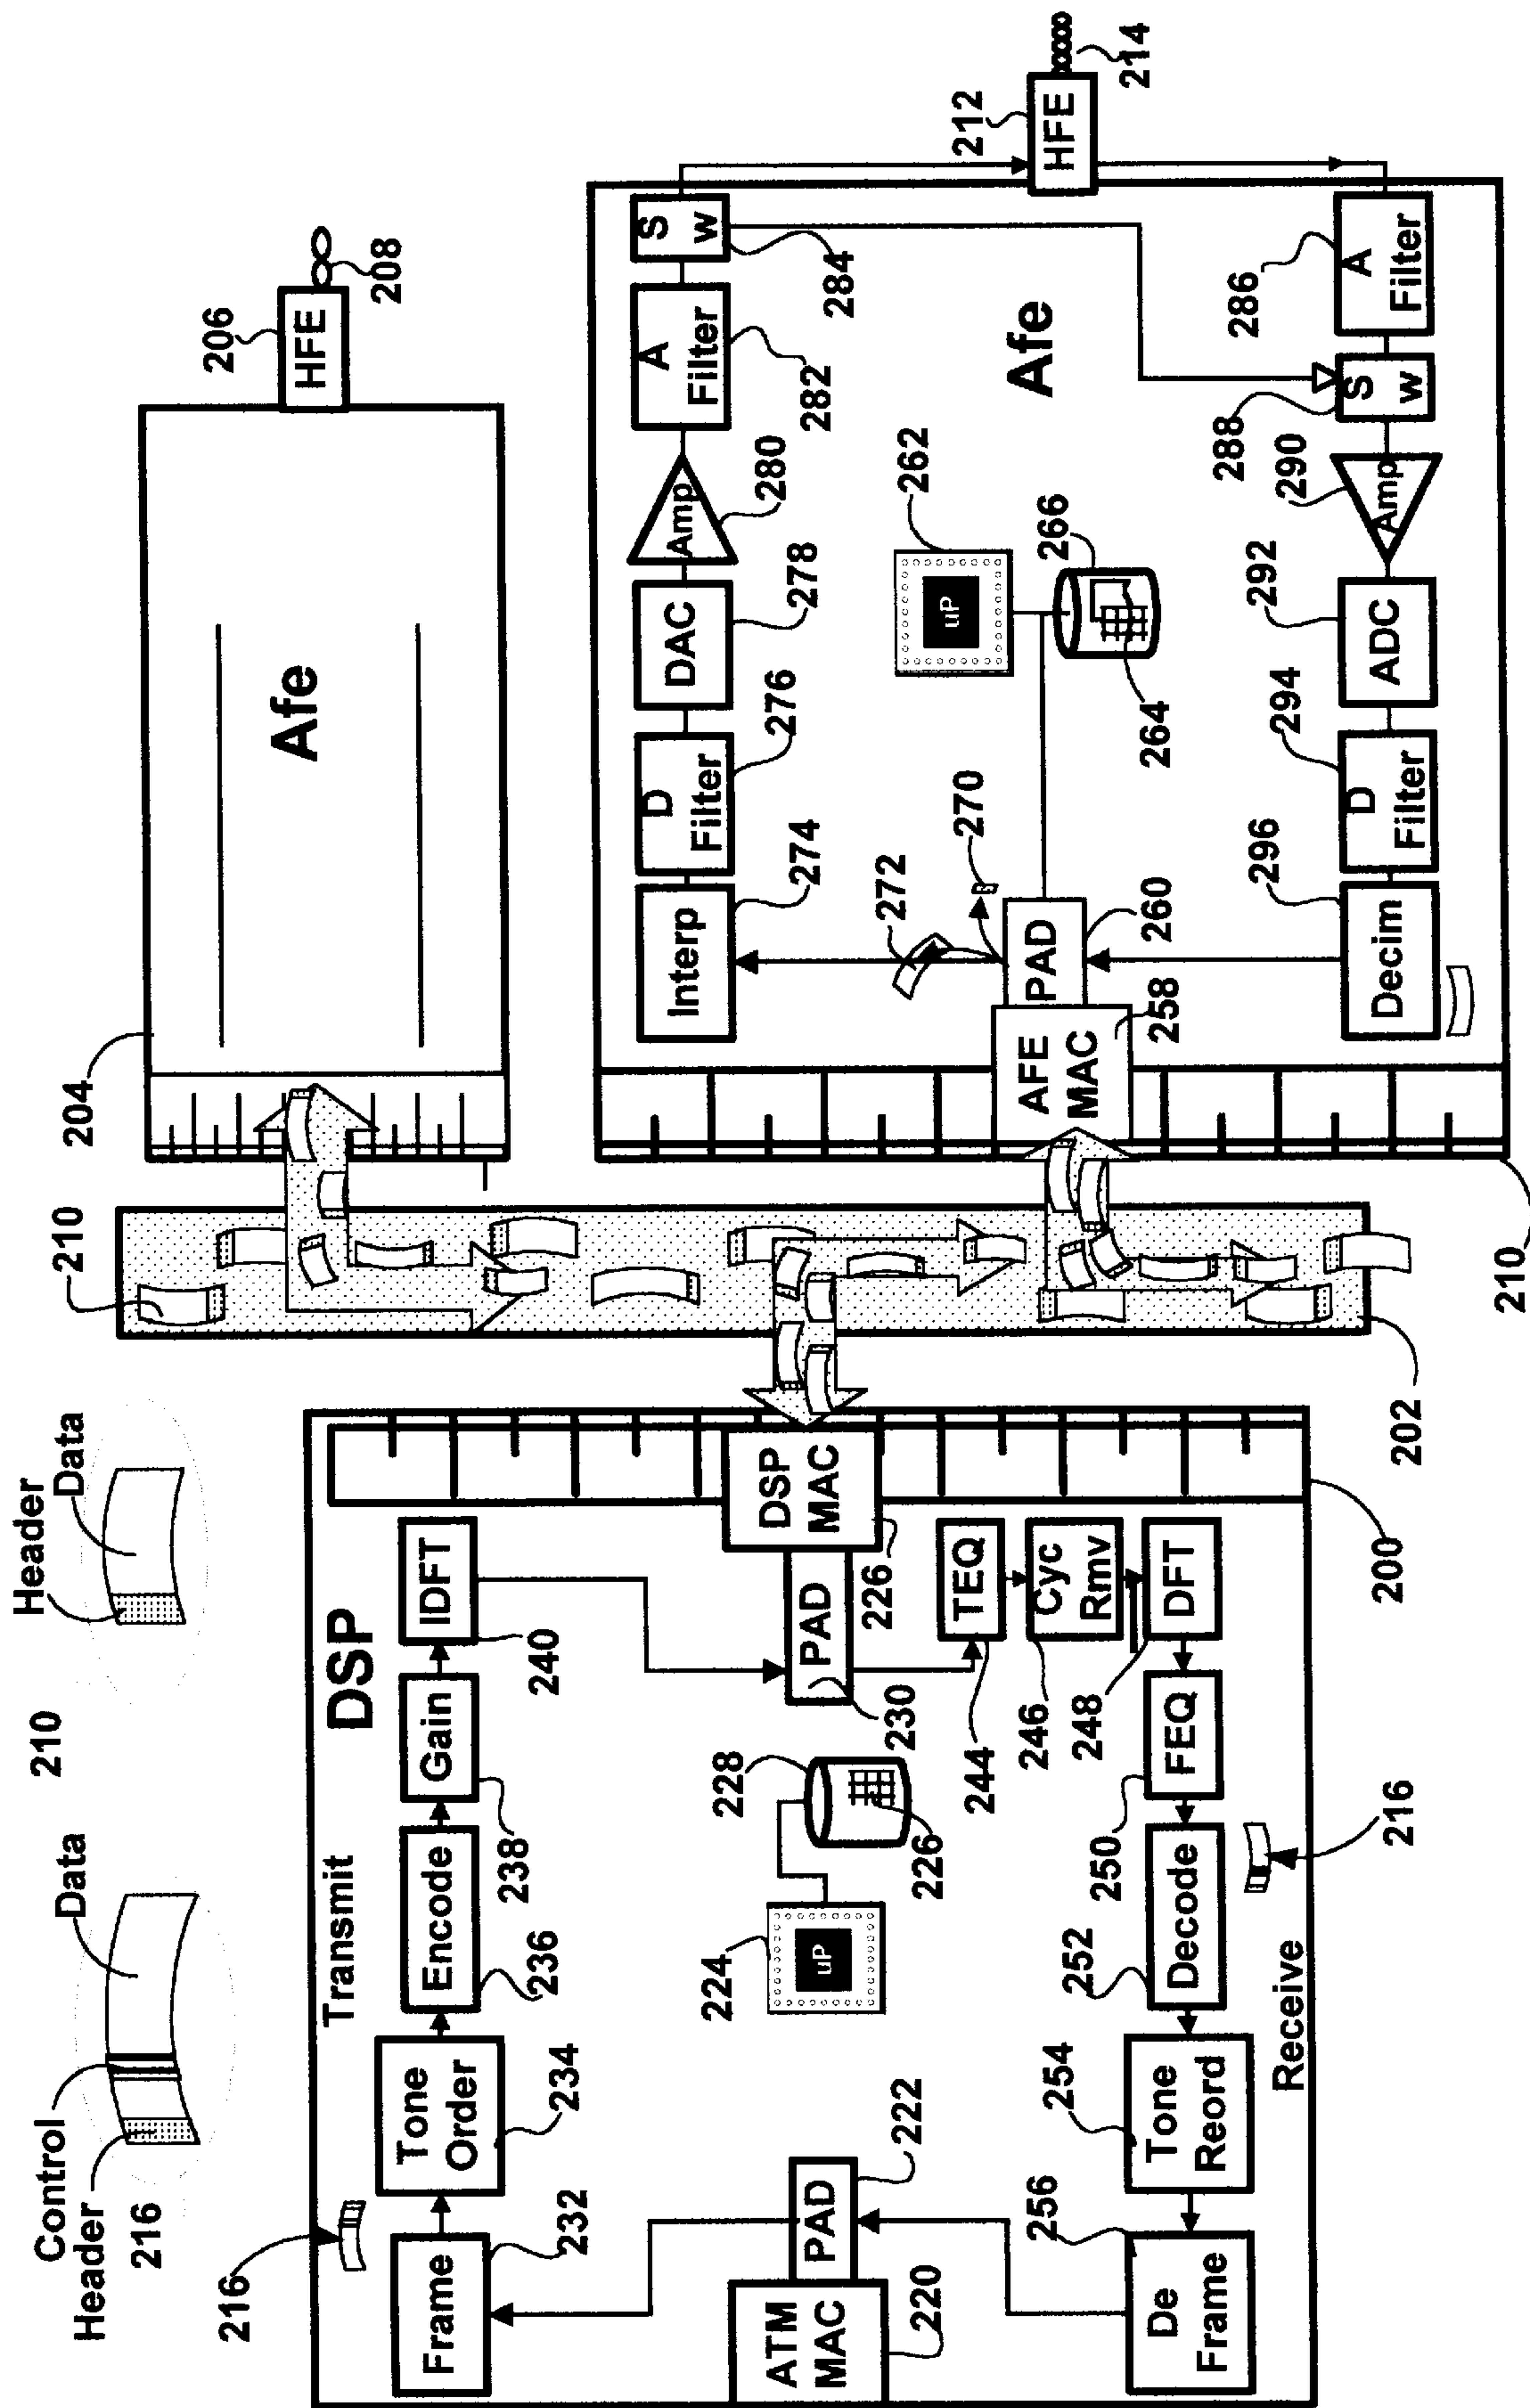 Control
Header
Data
216
210
Header
Data
210
204
Afe
206
HFE
208
DSP
Transmit
216
Frame
232
Tone
Order
234
Encode
236
Gain
238
IDFT
240
ATM
MAC
220
PAD
222
224
uP
228
226
PAD
230
DSP
MAC
226
TEQ
244
Cyc
Rmv
246
DFT
248
FEQ
250
Decode
252
Tone
Reord
254
De
Frame
256
216
Receive
200
202
Interp
274
D
Filter
276
DAC
278
Amp
280
A
Filter
282
S
w
284
AFE
MAC
258
PAD
260
272
270
uP
262
266
264
Afe
212
HFE
214
Decim
296
D
Filter
294
ADC
292
Amp
290
S
w
288
A
Filter
286
210